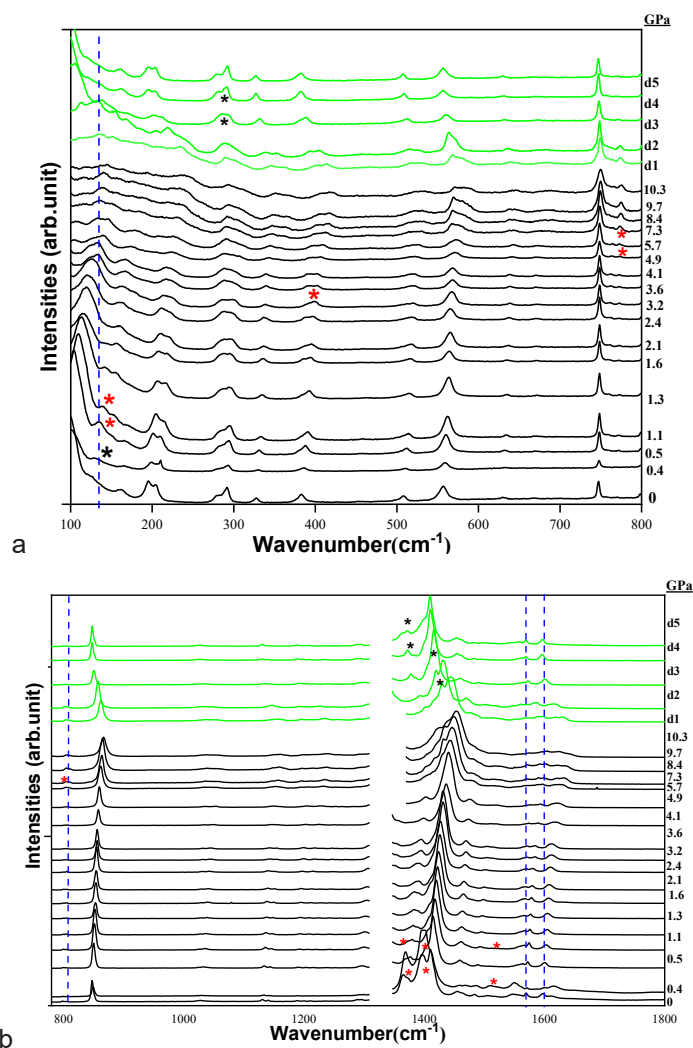 GPa
d5
d4
d3
d2
d1
10.3
9.7
8.4
7.3
5.7
4.9
4.1
3.6
3.2
2.4
2.1
1.6
1.3
1.1
0.5
0.4
0
Intensities (arb.unit)
100 200 300 400 500 600 700 800
Wavenumber(cm-1)
a
GPa
d5
d4
d3
d2
d1
10.3
9.7
8.4
7.3
5.7
4.9
4.1
3.6
3.2
2.4
2.1
1.6
1.3
1.1
0.5
0.4
0
Intensities (arb.unit)
800 1000 1200 1400 1600 1800
Wavenumber(cm-1)
b